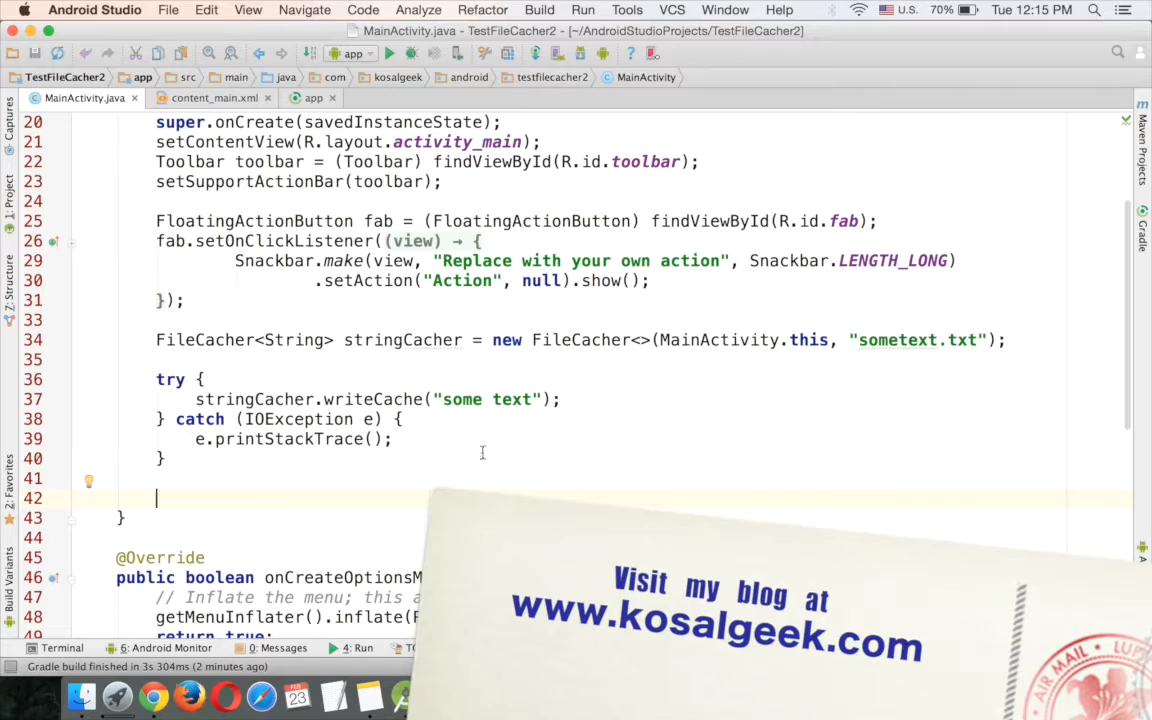 Android Studio File Edit View Navigate Code Analyze Refactor Build Run Tools VCS Window Help U.S. 70% Tue 12:15 PM
MainActivity.java - TestFileCacher2 - [~/AndroidStudioProjects/TestFileCacher2]
app
TestFileCacher2 app src main java com kosalgeek android testfilecacher2 MainActivity
MainActivity.java content_main.xml app
20 super.onCreate(savedInstanceState);
21 setContentView(R.layout.activity_main);
22 Toolbar toolbar = (Toolbar) findViewById(R.id.toolbar);
23 setSupportActionBar(toolbar);
24
25 FloatingActionButton fab = (FloatingActionButton) findViewById(R.id.fab);
26 fab.setOnClickListener((view) → {
29 Snackbar.make(view, "Replace with your own action", Snackbar.LENGTH_LONG)
30 .setAction("Action", null).show();
31 });
33
34 FileCacher<String> stringCacher = new FileCacher<>(MainActivity.this, "sometext.txt");
35
36 try {
37 stringCacher.writeCache("some text");
38 } catch (IOException e) {
39 e.printStackTrace();
40 }
41
42
43 }
44
45 @Override
46 public boolean onCreateOptionsM
47 // Inflate the menu; this a
48 getMenuInflater().inflate(
49 return true;
Captures
1: Project
7: Structure
2: Favorites
Build Variants
Maven Projects
Gradle
Terminal 6: Android Monitor 0: Messages 4: Run TO
Gradle build finished in 3s 304ms (2 minutes ago)
FEB
23
Visit my blog at
www.kosalgeek.com
AIR MAIL